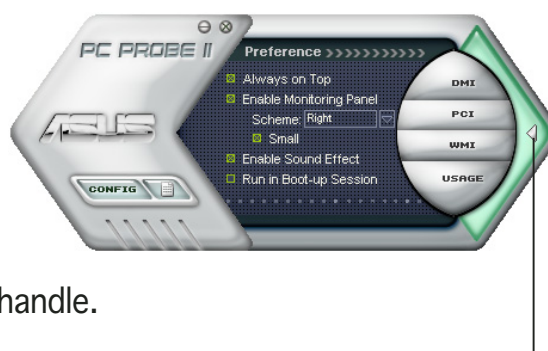 PC PROBE II
Preference >>>>>>>>>>>
Always on Top
Enable Monitoring Panel
Scheme: Right
Small
Enable Sound Effect
Run in Boot-up Session
ASUS
CONFIG
DMI
PCI
WMI
USAGE
handle.